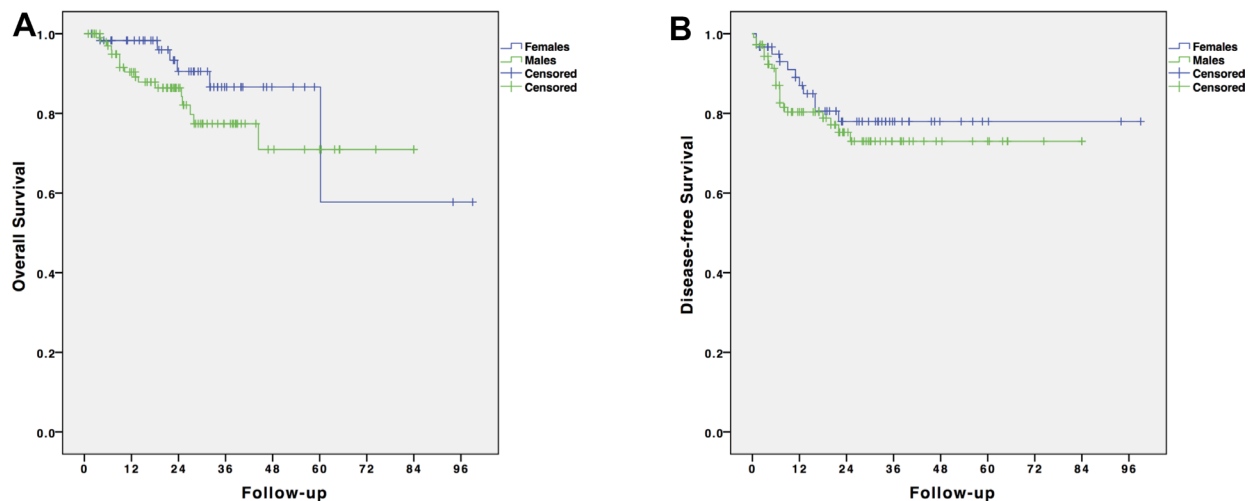 A
Overall Survival
1.0
0.8
0.6
0.4
0.2
0.0
0 12 24 36 48 60 72 84 96
Follow-up
Females
Males
Censored
Censored
B
Disease-free Survival
1.0
0.8
0.6
0.4
0.2
0.0
0 12 24 36 48 60 72 84 96
Follow-up
Females
Males
Censored
Censored